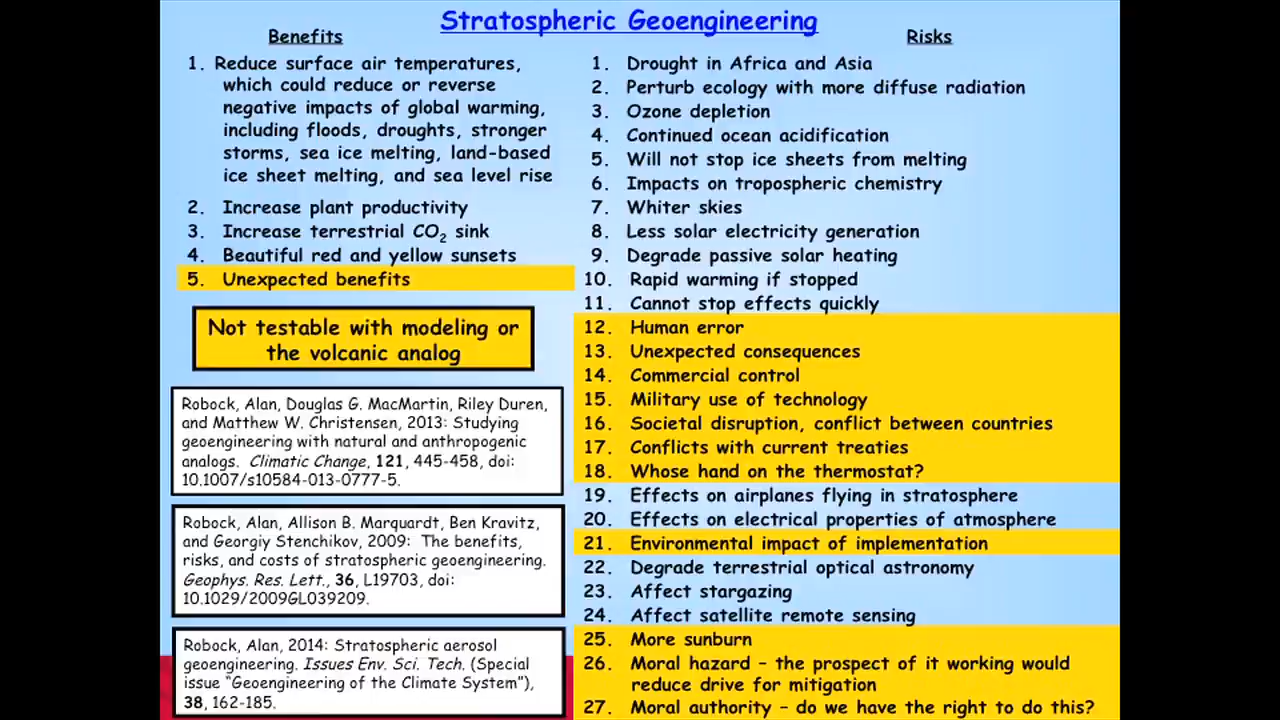 Stratospheric Geoengineering
Benefits
1. Reduce surface air temperatures,
which could reduce or reverse
negative impacts of global warming,
including floods, droughts, stronger
storms, sea ice melting, land-based
ice sheet melting, and sea level rise
2. Increase plant productivity
3. Increase terrestrial CO₂ sink
4. Beautiful red and yellow sunsets
5. Unexpected benefits
Not testable with modeling or
the volcanic analog
Robock, Alan, Douglas G. MacMartin, Riley Duren,
and Matthew W. Christensen, 2013: Studying
geoengineering with natural and anthropogenic
analogs. Climatic Change, 121, 445-458, doi:
10.1007/s10584-013-0777-5.
Robock, Alan, Allison B. Marquardt, Ben Kravitz,
and Georgiy Stenchikov, 2009: The benefits,
risks, and costs of stratospheric geoengineering.
Geophys. Res. Lett., 36, L19703, doi:
10.1029/2009GL039209.
Robock, Alan, 2014: Stratospheric aerosol
geoengineering. Issues Env. Sci. Tech. (Special
issue “Geoengineering of the Climate System”),
38, 162-185.
Risks
1. Drought in Africa and Asia
2. Perturb ecology with more diffuse radiation
3. Ozone depletion
4. Continued ocean acidification
5. Will not stop ice sheets from melting
6. Impacts on tropospheric chemistry
7. Whiter skies
8. Less solar electricity generation
9. Degrade passive solar heating
10. Rapid warming if stopped
11. Cannot stop effects quickly
12. Human error
13. Unexpected consequences
14. Commercial control
15. Military use of technology
16. Societal disruption, conflict between countries
17. Conflicts with current treaties
18. Whose hand on the thermostat?
19. Effects on airplanes flying in stratosphere
20. Effects on electrical properties of atmosphere
21. Environmental impact of implementation
22. Degrade terrestrial optical astronomy
23. Affect stargazing
24. Affect satellite remote sensing
25. More sunburn
26. Moral hazard – the prospect of it working would
reduce drive for mitigation
27. Moral authority – do we have the right to do this?